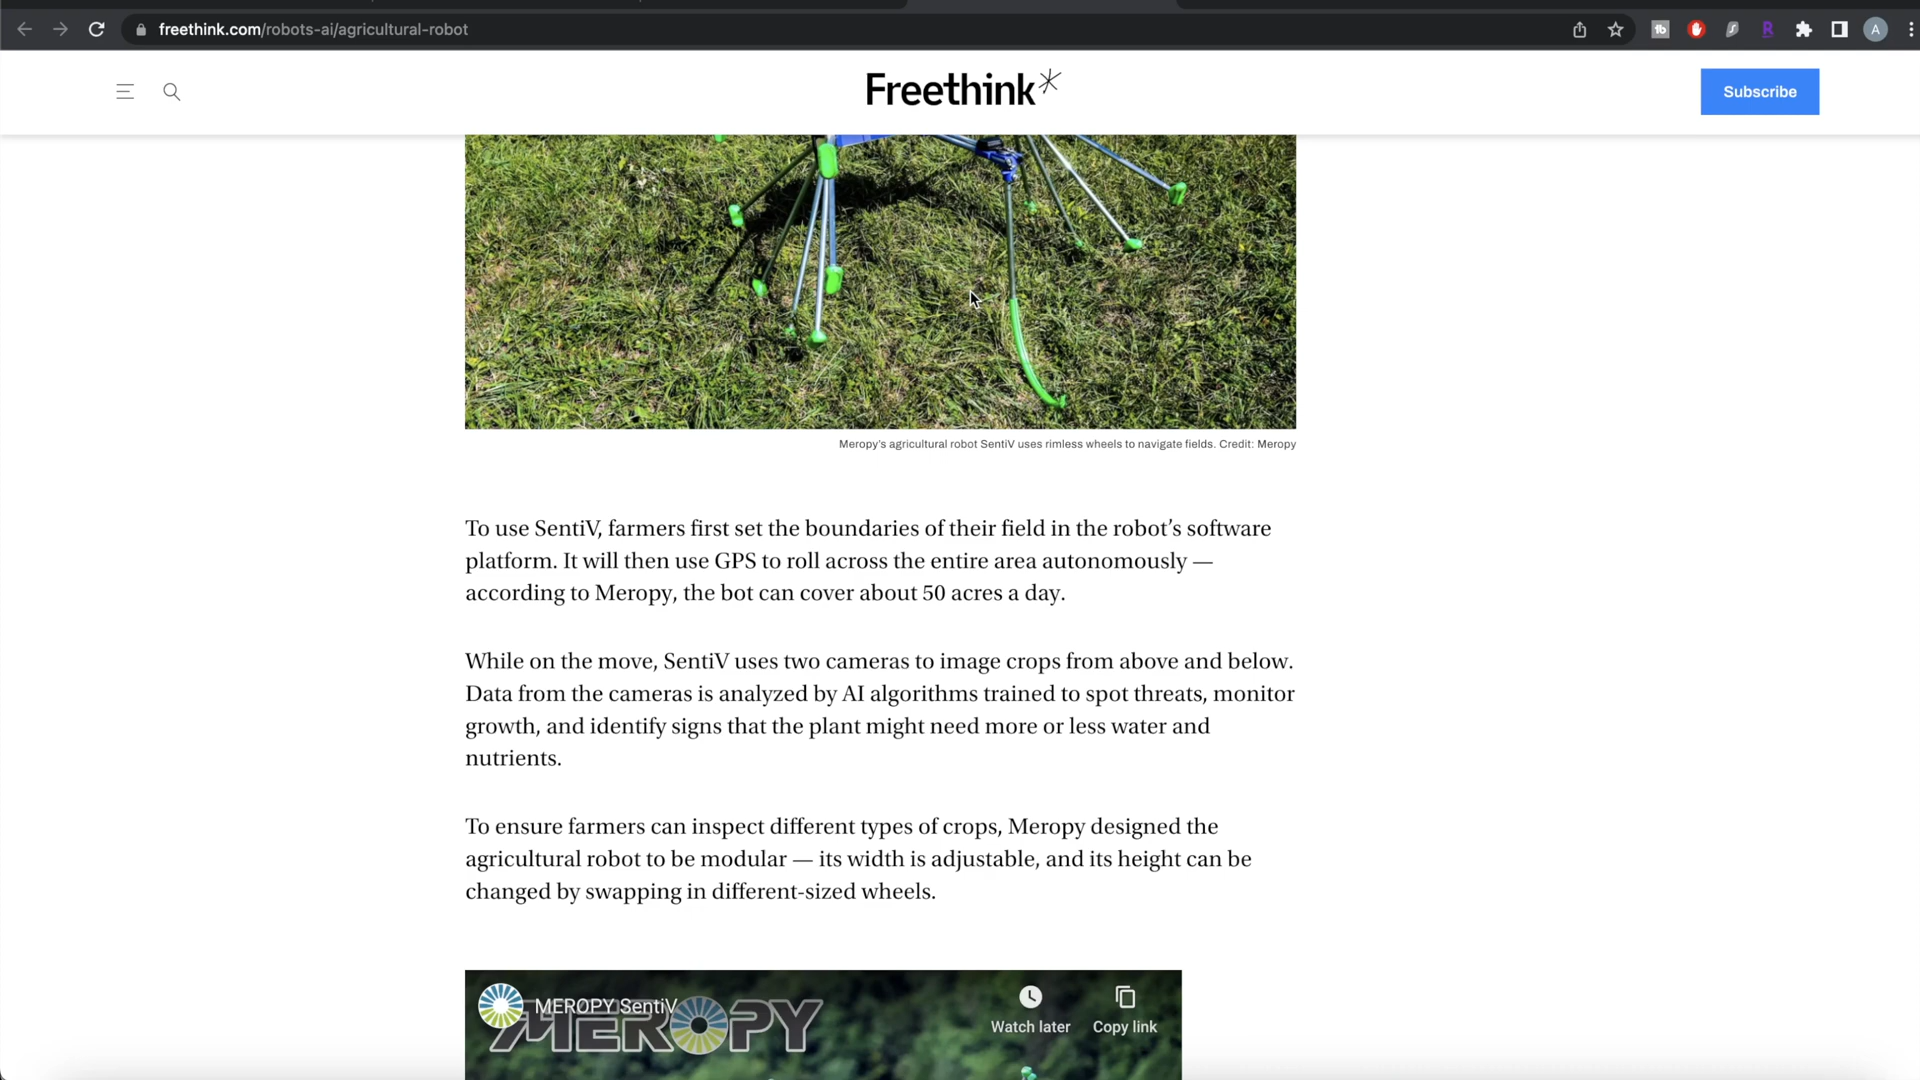 freethink.com/robots-ai/agricultural-robot
A
Freethink
Subscribe
Meropy's agricultural robot SentiV uses rimless wheels to navigate fields. Credit: Meropy
To use SentiV, farmers first set the boundaries of their field in the robot’s software
platform. It will then use GPS to roll across the entire area autonomously —
according to Meropy, the bot can cover about 50 acres a day.
While on the move, SentiV uses two cameras to image crops from above and below.
Data from the cameras is analyzed by AI algorithms trained to spot threats, monitor
growth, and identify signs that the plant might need more or less water and
nutrients.
To ensure farmers can inspect different types of crops, Meropy designed the
agricultural robot to be modular — its width is adjustable, and its height can be
changed by swapping in different-sized wheels.
MEROPY SentiV
MEROPY
Watch later
Copy link